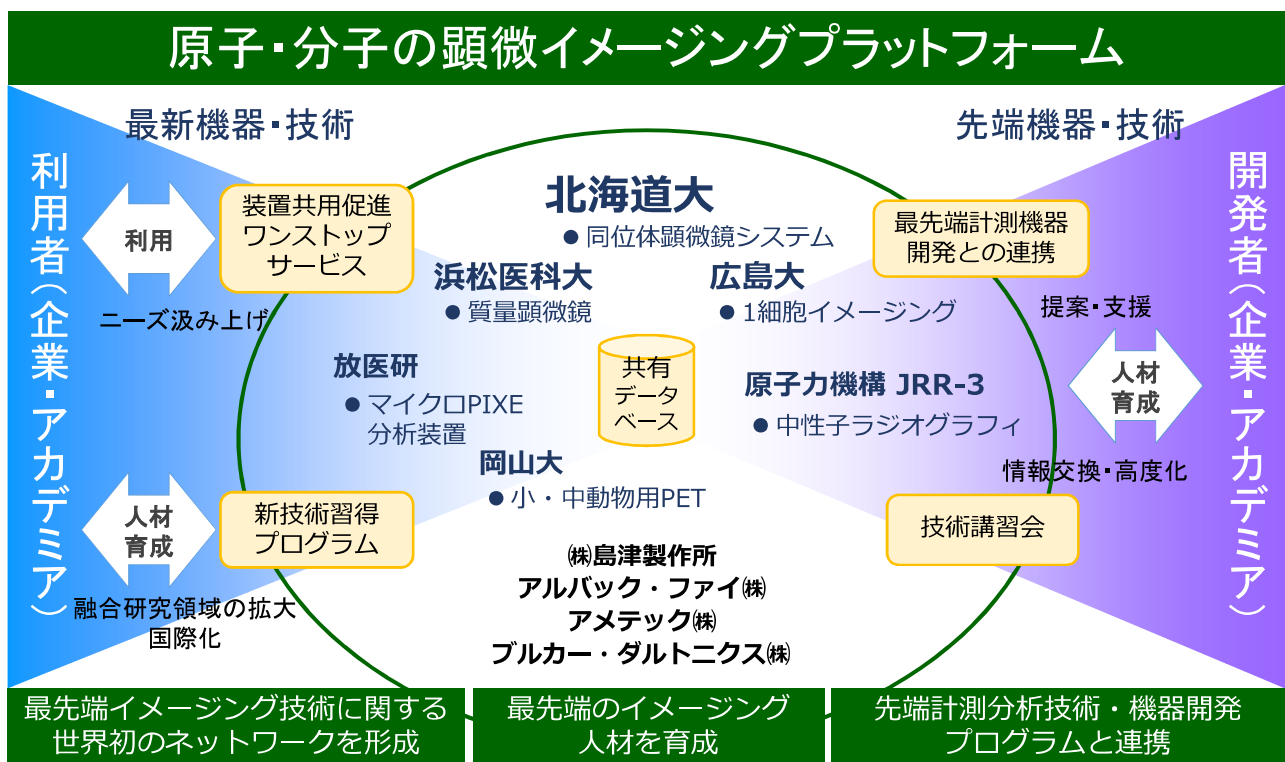 原子・分子の顕微イメージングプラットフォーム
最新機器・技術
先端機器・技術
利用者（企業・アカデミア）
開発者（企業・アカデミア）
利用
ニーズ汲み上げ
装置共用促進
ワンストップ
サービス
北海道大
● 同位体顕微鏡システム
浜松医科大
● 質量顕微鏡
広島大
● 1細胞イメージング
最先端計測機器
開発との連携
提案・支援
人材
育成
情報交換・高度化
放医研
● マイクロPIXE
分析装置
共有
データ
ベース
原子力機構 JRR-3
● 中性子ラジオグラフィ
岡山大
● 小・中動物用PET
人材
育成
融合研究領域の拡大
国際化
新技術習得
プログラム
技術講習会
㈱島津製作所
アルバック・ファイ㈱
アメテック㈱
ブルカー・ダルトニクス㈱
最先端イメージング技術に関する
世界初のネットワークを形成
最先端のイメージング
人材を育成
先端計測分析技術・機器開発
プログラムと連携